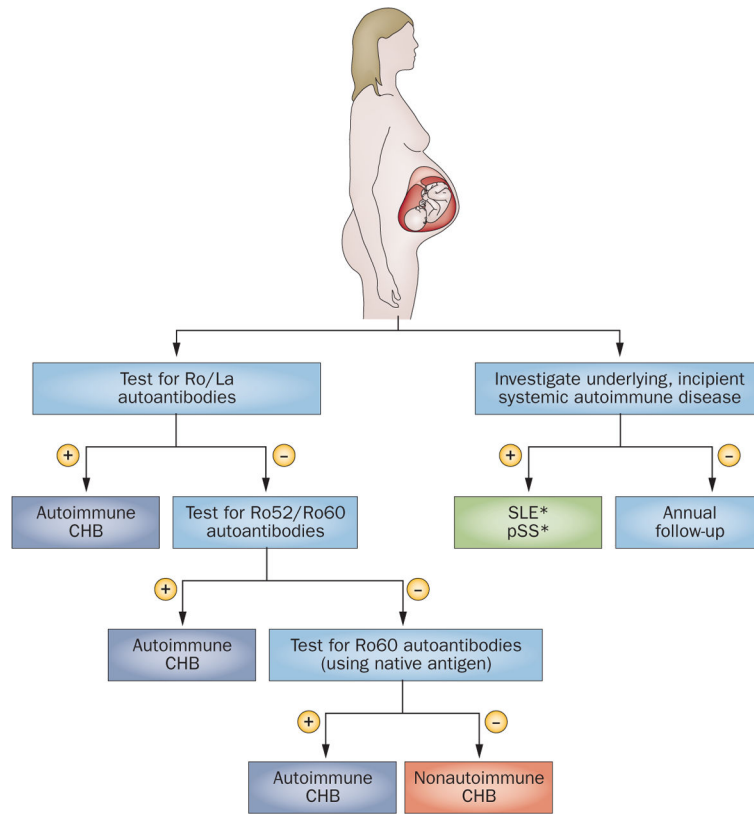 Test for Ro/La
autoantibodies
Investigate underlying, incipient
systemic autoimmune disease
+
–
+
–
Autoimmune
CHB
Test for Ro52/Ro60
autoantibodies
SLE*
pSS*
Annual
follow-up
+
–
Autoimmune
CHB
Test for Ro60 autoantibodies
(using native antigen)
+
–
Autoimmune
CHB
Nonautoimmune
CHB